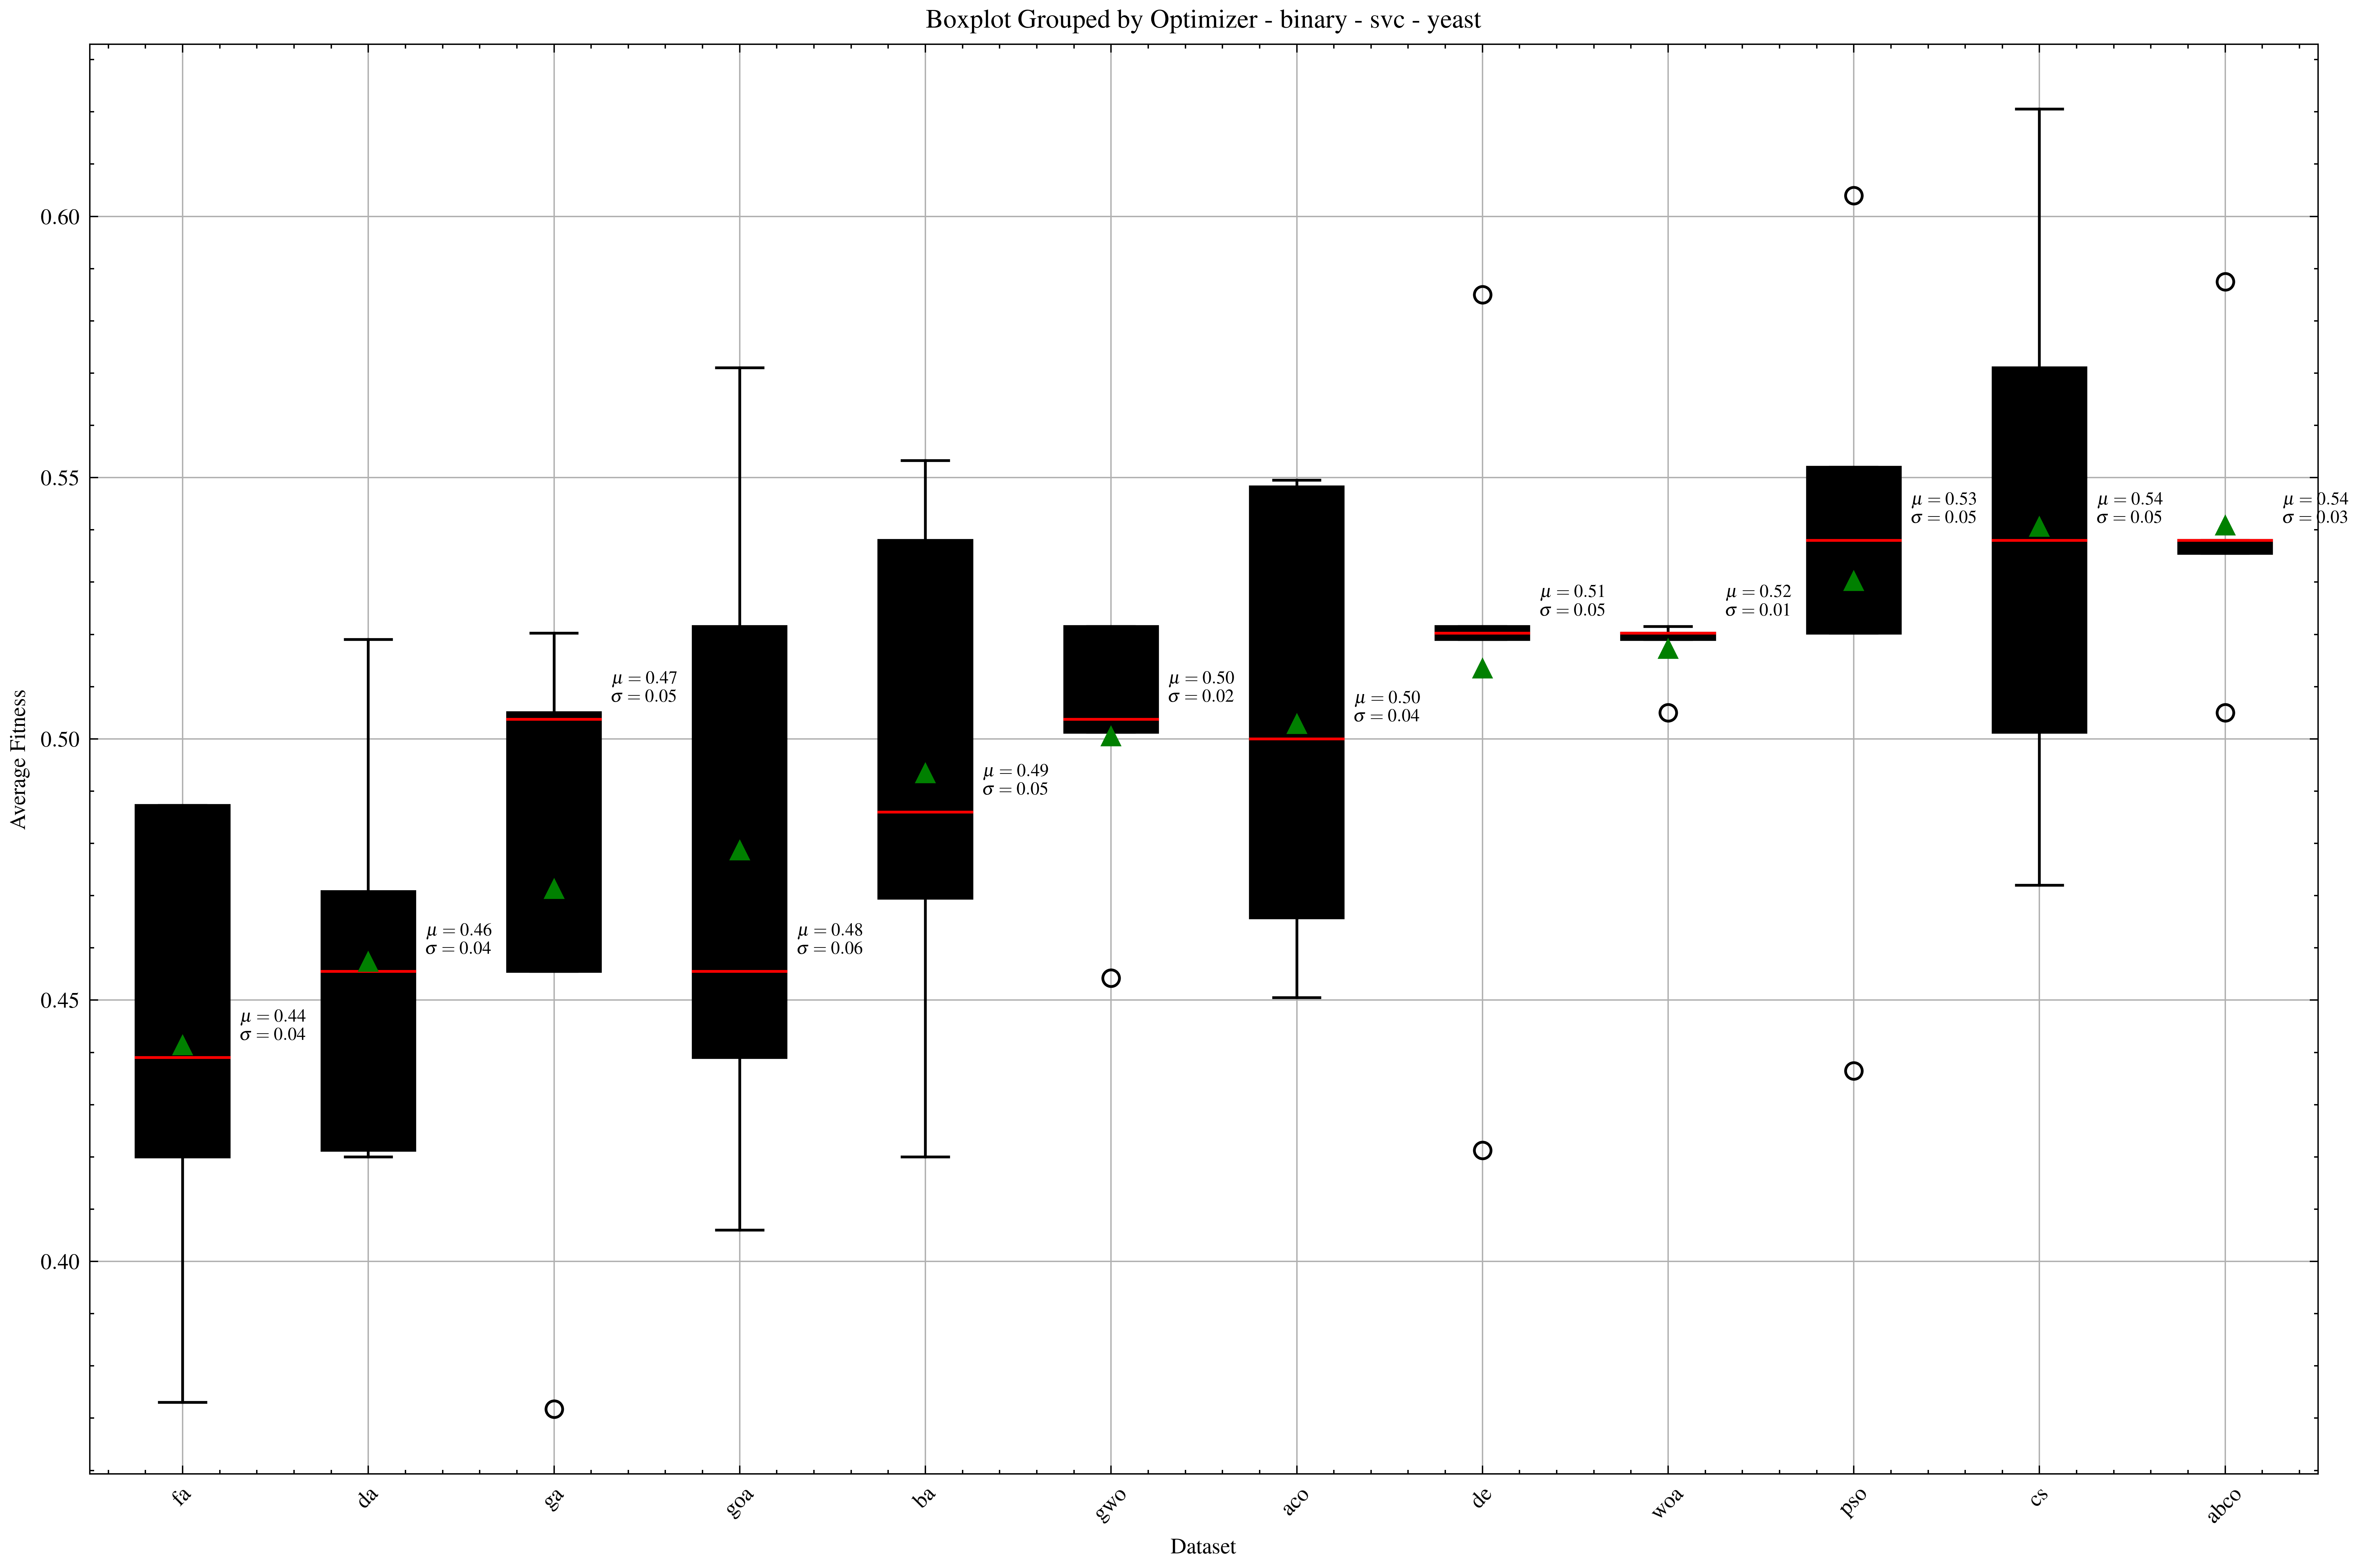 Boxplot Grouped by Optimizer - binary - svc - yeast
Average Fitness
0.60
0.55
0.50
0.45
0.40
μ = 0.44
σ = 0.04
μ = 0.46
σ = 0.04
μ = 0.47
σ = 0.05
μ = 0.48
σ = 0.06
μ = 0.49
σ = 0.05
μ = 0.50
σ = 0.02
μ = 0.50
σ = 0.04
μ = 0.51
σ = 0.05
μ = 0.52
σ = 0.01
μ = 0.53
σ = 0.05
μ = 0.54
σ = 0.05
μ = 0.54
σ = 0.03
fa
da
ga
goa
ba
gwo
aco
de
woa
pso
cs
abco
Dataset